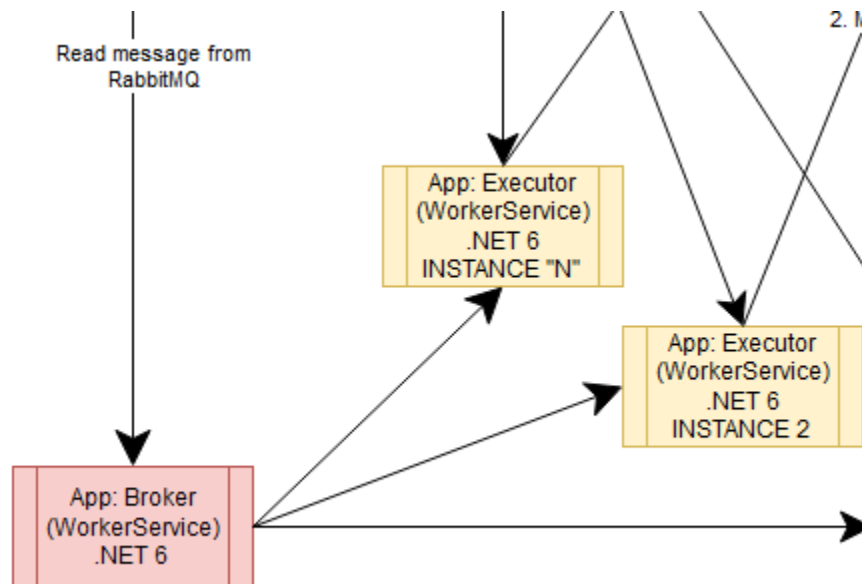 2. M
Read message from
RabbitMQ
App: Executor
(WorkerService)
.NET 6
INSTANCE "N"
App: Executor
(WorkerService)
.NET 6
INSTANCE 2
App: Broker
(WorkerService)
.NET 6